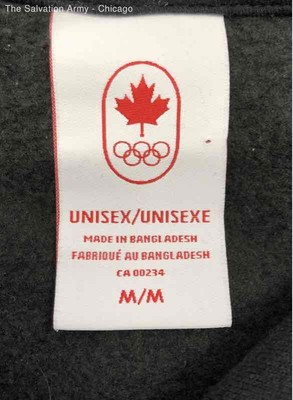 The Salvation Army - Chicago
UNISEX/UNISEXE
MADE IN BANGLADESH
FABRIQUÉ AU BANGLADESH
CA 00234
M/M